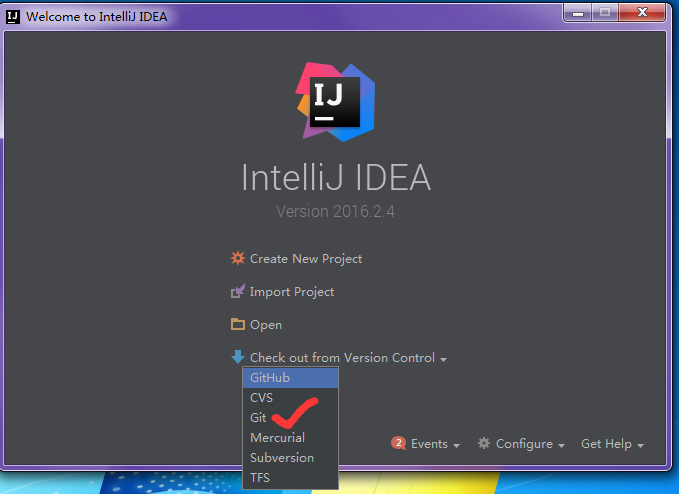 Welcome to IntelliJ IDEA
IJ
IntelliJ IDEA
Version 2016.2.4
Create New Project
Import Project
Open
Check out from Version Control
GitHub
CVS
Git
Mercurial
Subversion
TFS
2 Events Configure Get Help